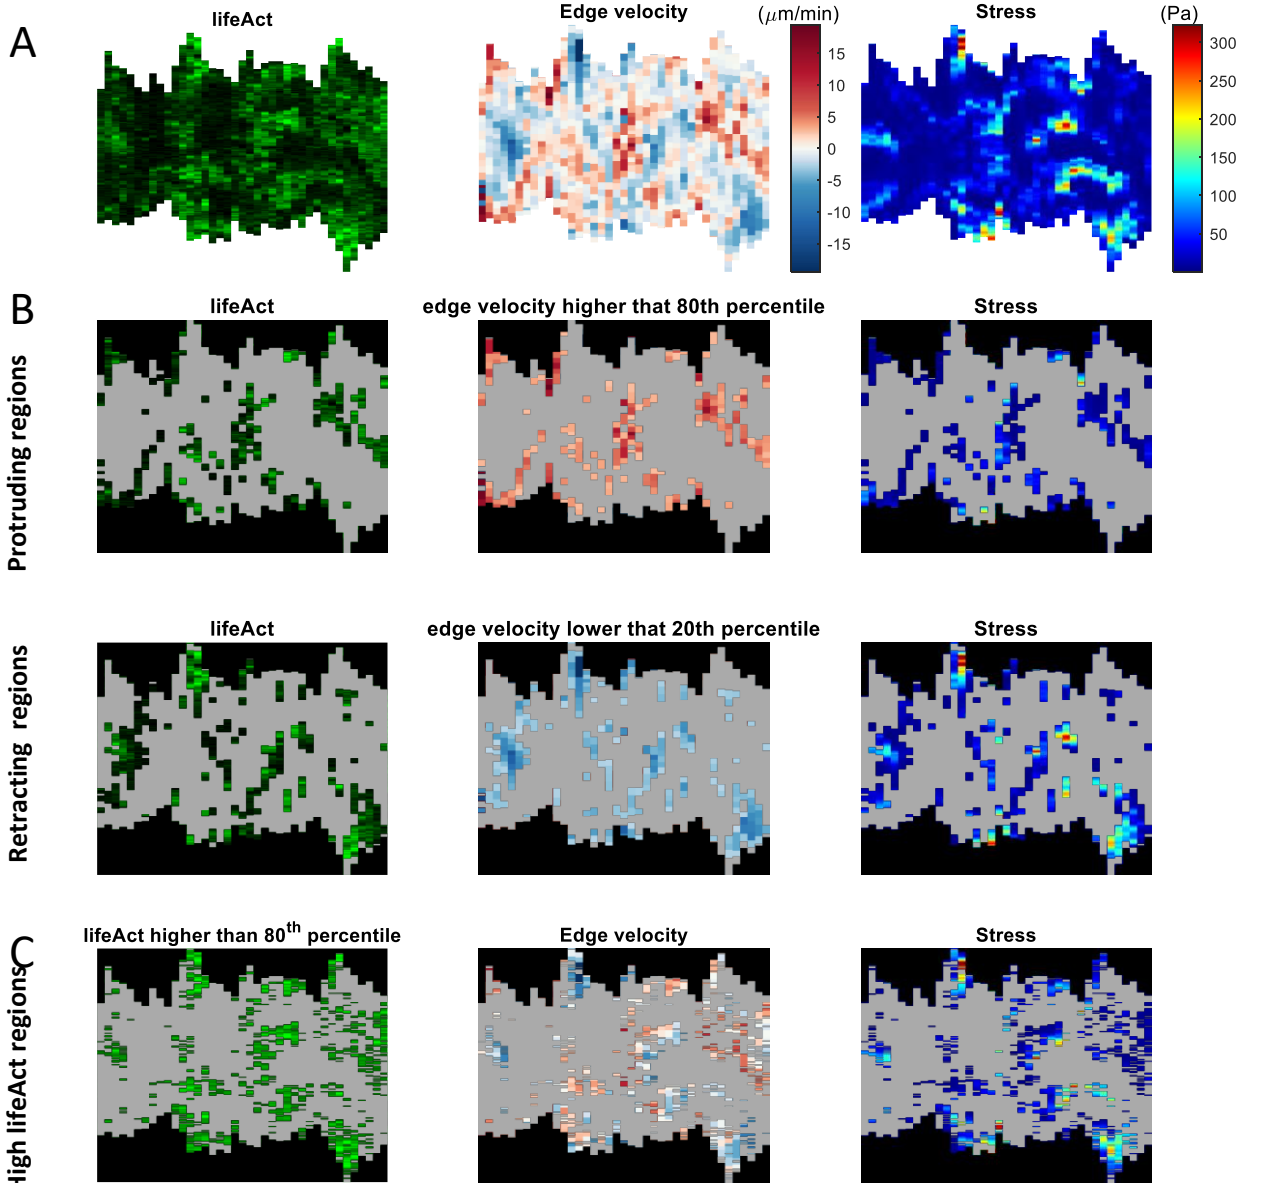 A
lifeAct
Edge velocity
(μm/min)
Stress
(Pa)
15
10
5
0
-5
-10
-15
300
250
200
150
100
50
B
Protruding regions
lifeAct
edge velocity higher that 80th percentile
Stress
Retracting regions
lifeAct
edge velocity lower that 20th percentile
Stress
C
High lifeAct regions
lifeAct higher than 80th percentile
Edge velocity
Stress